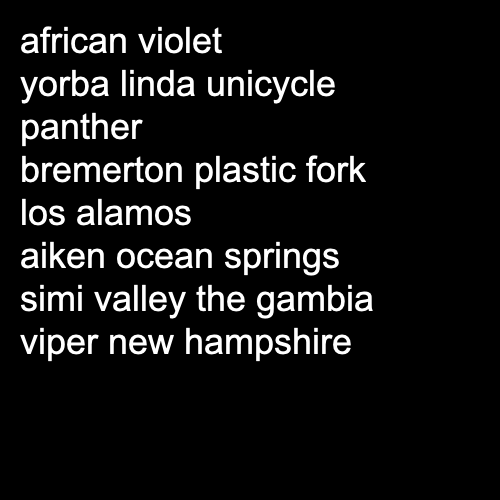 african violet
yorba linda unicycle
panther
bremerton plastic fork
los alamos
aiken ocean springs
simi valley the gambia
viper new hampshire